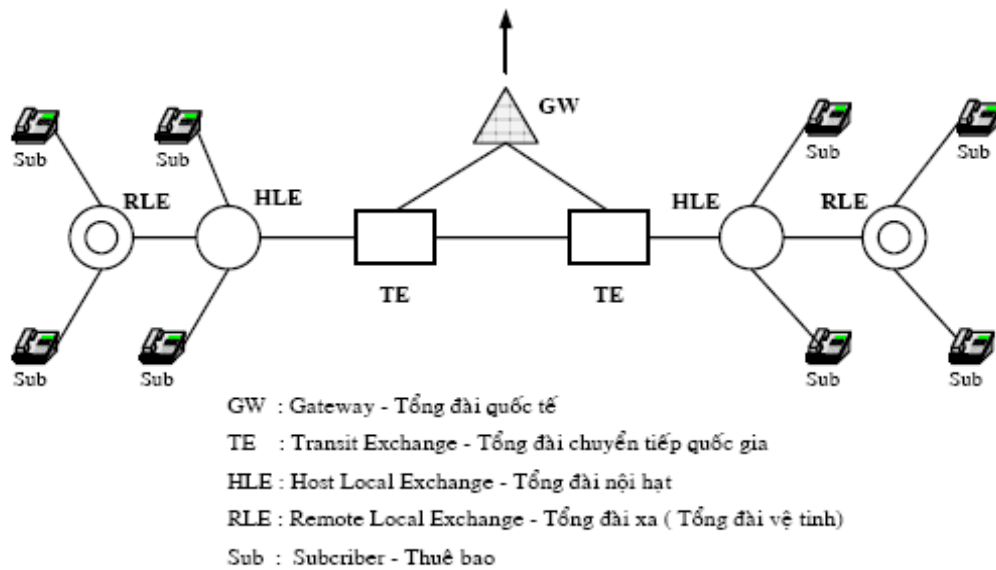 GW
Sub
Sub
Sub
Sub
RLE
HLE
HLE
RLE
TE
TE
Sub
Sub
Sub
Sub
GW : Gateway - Tổng đài quốc tế
TE : Transit Exchange - Tổng đài chuyển tiếp quốc gia
HLE : Host Local Exchange - Tổng đài nội hạt
RLE : Remote Local Exchange - Tổng đài xa ( Tổng đài vệ tinh)
Sub : Subcriber - Thuê bao